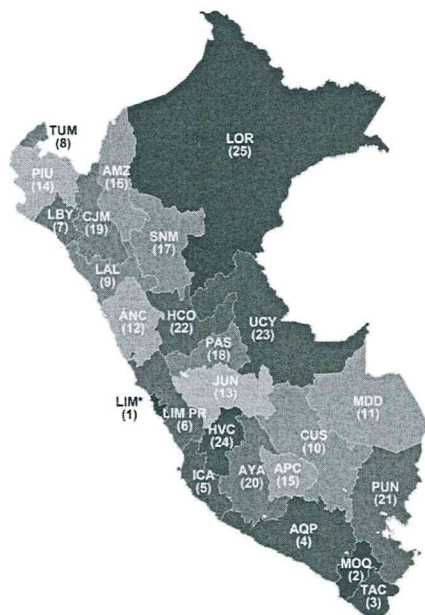 TUM
(8)
LOR
(25)
PIU
(14)
AMZ
(16)
LBY
(7)
CJM
(19)
SNM
(17)
LAL
(9)
ÁNC
(12)
HCO
(22)
UCY
(23)
PAS
(18)
JUN
(13)
MDD
(11)
LIM*
(1)
LIM PR
(6)
CUS
(10)
HVC
(24)
ICA
(5)
AYA
(20)
APC
(15)
PUN
(21)
AQP
(4)
MOQ
(2)
TAC
(3)